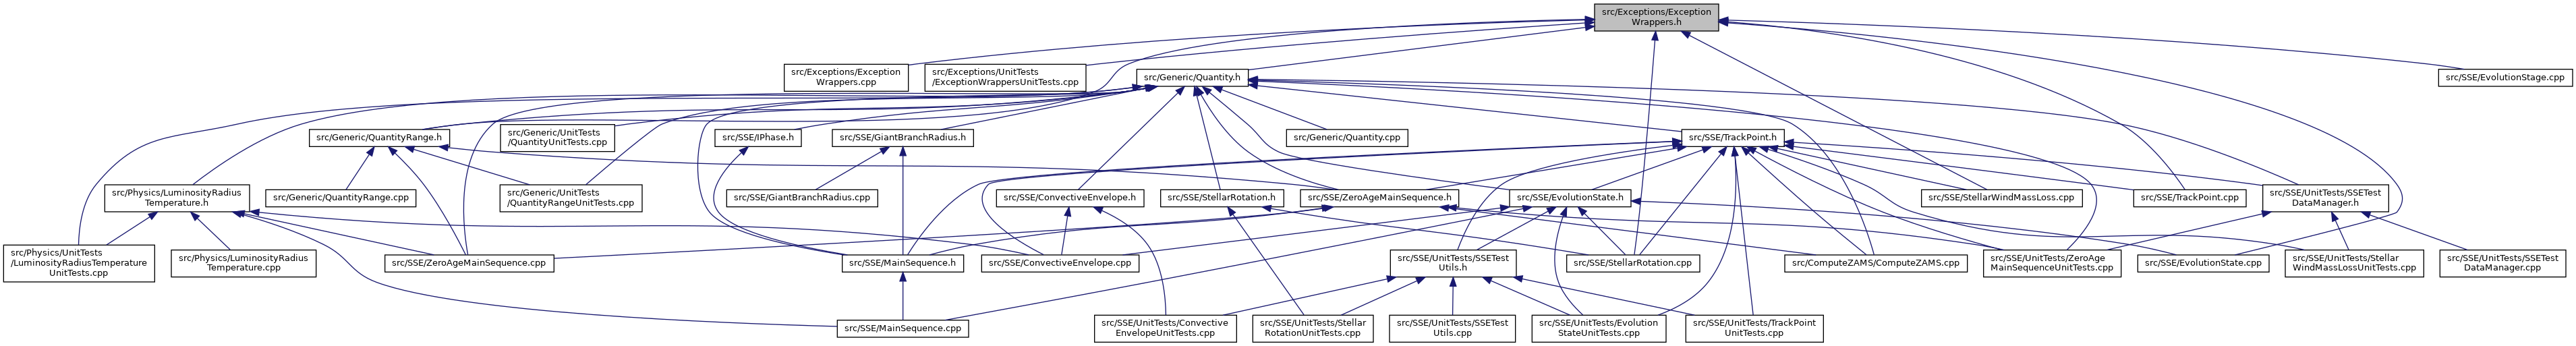 src/Exceptions/Exception
Wrappers.h
src/Exceptions/Exception
Wrappers.cpp
src/Exceptions/UnitTests
/ExceptionWrappersUnitTests.cpp
src/Generic/Quantity.h
src/SSE/EvolutionStage.cpp
src/Generic/QuantityRange.h
src/Generic/UnitTests
/QuantityUnitTests.cpp
src/SSE/IPhase.h
src/SSE/GiantBranchRadius.h
src/Generic/Quantity.cpp
src/SSE/TrackPoint.h
src/Physics/LuminosityRadius
Temperature.h
src/Generic/QuantityRange.cpp
src/Generic/UnitTests
/QuantityRangeUnitTests.cpp
src/SSE/GiantBranchRadius.cpp
src/SSE/ConvectiveEnvelope.h
src/SSE/StellarRotation.h
src/SSE/ZeroAgeMainSequence.h
src/SSE/EvolutionState.h
src/SSE/StellarWindMassLoss.cpp
src/SSE/TrackPoint.cpp
src/SSE/UnitTests/SSETest
DataManager.h
src/Physics/UnitTests
/LuminosityRadiusTemperature
UnitTests.cpp
src/Physics/LuminosityRadius
Temperature.cpp
src/SSE/ZeroAgeMainSequence.cpp
src/SSE/MainSequence.h
src/SSE/ConvectiveEnvelope.cpp
src/SSE/UnitTests/SSETest
Utils.h
src/SSE/StellarRotation.cpp
src/ComputeZAMS/ComputeZAMS.cpp
src/SSE/UnitTests/ZeroAge
MainSequenceUnitTests.cpp
src/SSE/EvolutionState.cpp
src/SSE/UnitTests/Stellar
WindMassLossUnitTests.cpp
src/SSE/UnitTests/SSETest
DataManager.cpp
src/SSE/MainSequence.cpp
src/SSE/UnitTests/Convective
EnvelopeUnitTests.cpp
src/SSE/UnitTests/Stellar
RotationUnitTests.cpp
src/SSE/UnitTests/SSETest
Utils.cpp
src/SSE/UnitTests/Evolution
StateUnitTests.cpp
src/SSE/UnitTests/TrackPoint
UnitTests.cpp